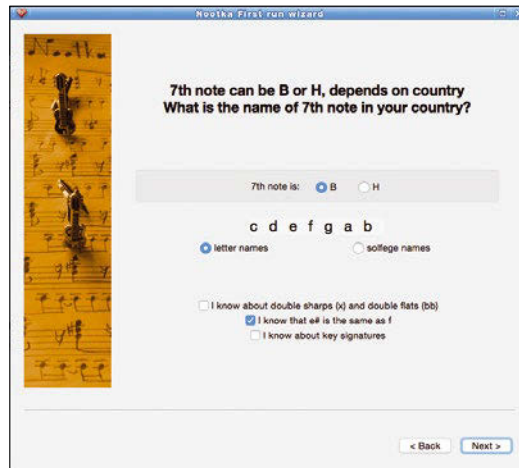 Nootka First run wizard
7th note can be B or H, depends on country
What is the name of 7th note in your country?
7th note is: B H
c d e f g a b
letter names solfege names
I know about double sharps (x) and double flats (bb)
I know that e# is the same as f
I know about key signatures
< Back Next >